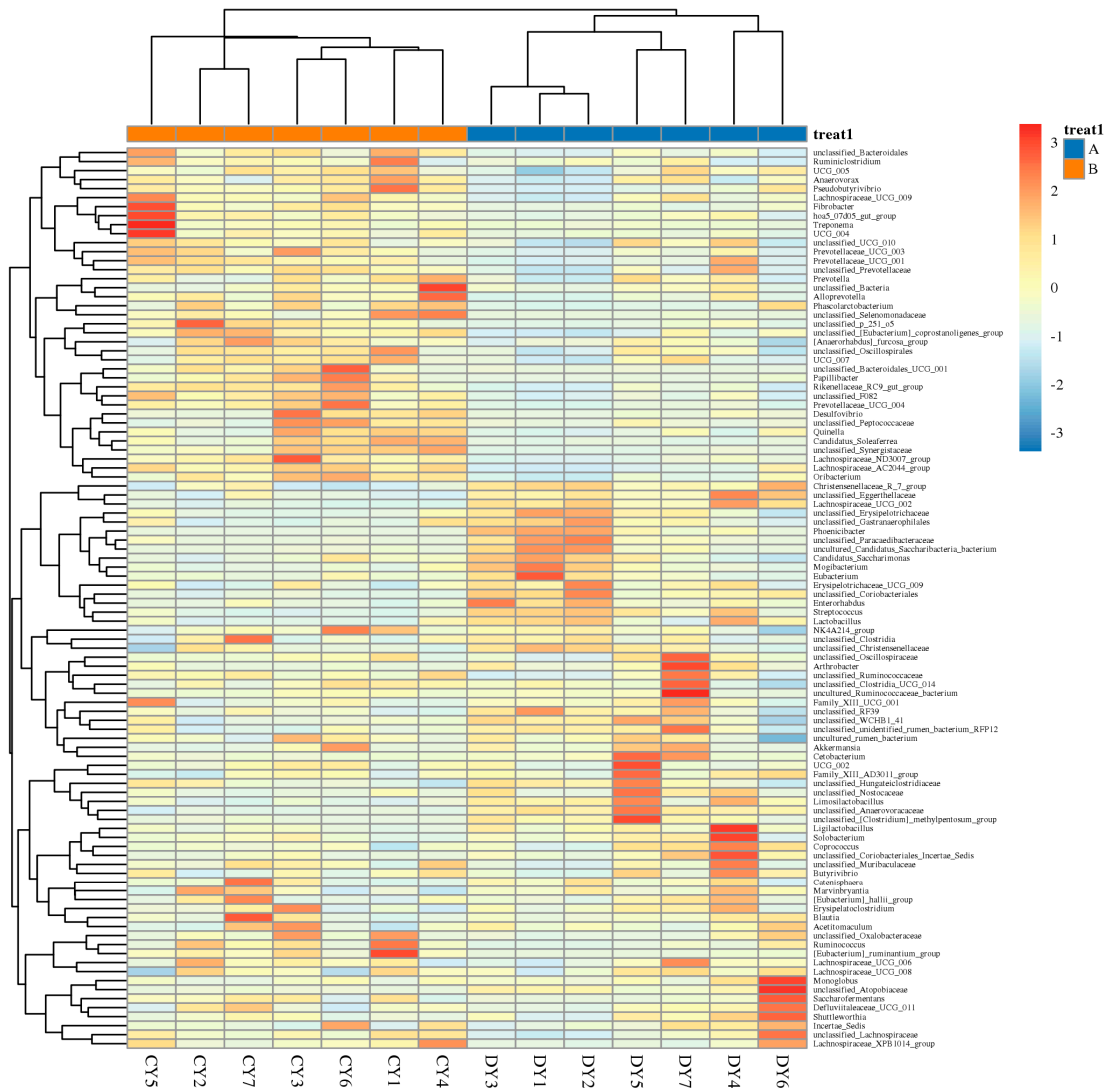 treat1
treat1
A
B
3
2
1
0
-1
-2
-3
unclassified_Bacteroidales
Ruminiclostridium
UCG_005
Anaerovorax
Pseudobutyrivibrio
Lachnospiraceae_UCG_009
Fibrobacter
hoa5_07d05_gut_group
Treponema
UCG_004
unclassified_UCG_010
Prevotellaceae_UCG_003
Prevotellaceae_UCG_001
unclassified_Prevotellaceae
Prevotella
unclassified_Bacteria
Alloprevotella
Phascolarctobacterium
unclassified_Selenomonadaceae
unclassified_p_251_o5
unclassified_[Eubacterium]_coprostanoligenes_group
[Anaerorhabdus]_furcosa_group
unclassified_Oscillospirales
UCG_007
unclassified_Bacteroidales_UCG_001
Papillibacter
Rikenellaceae_RC9_gut_group
unclassified_F082
Prevotellaceae_UCG_004
Desulfovibrio
unclassified_Peptococcaceae
Quinella
Candidatus_Soleaferrea
unclassified_Synergistaceae
Lachnospiraceae_ND3007_group
Lachnospiraceae_AC2044_group
Oribacterium
Christensenellaceae_R_7_group
unclassified_Eggerthellaceae
Lachnospiraceae_UCG_002
unclassified_Erysipelotrichaceae
unclassified_Gastranaerophilales
Phoenicibacter
unclassified_Paracaedibacteraceae
uncultured_Candidatus_Saccharibacteria_bacterium
Candidatus_Saccharimonas
Mogibacterium
Eubacterium
Erysipelotrichaceae_UCG_009
unclassified_Coriobacteriales
Enterorhabdus
Streptococcus
Lactobacillus
NK4A214_group
unclassified_Clostridia
unclassified_Christensenellaceae
unclassified_Oscillospiraceae
Arthrobacter
unclassified_Ruminococcaceae
unclassified_Clostridia_UCG_014
uncultured_Ruminococcaceae_bacterium
Family_XIII_UCG_001
unclassified_RF39
unclassified_WCHB1_41
unclassified_unidentified_rumen_bacterium_RFP12
uncultured_rumen_bacterium
Akkermansia
Cetobacterium
UCG_002
Family_XIII_AD3011_group
unclassified_Hungateiclostridiaceae
unclassified_Nostocaceae
Limosilactobacillus
unclassified_Anaerovoracaceae
unclassified_[Clostridium]_methylpentosum_group
Ligilactobacillus
Solobacterium
Coprococcus
unclassified_Coriobacteriales_Incertae_Sedis
unclassified_Muribaculaceae
Butyrivibrio
Catenisphaera
Marvinbryantia
[Eubacterium]_hallii_group
Erysipelatoclostridium
Blautia
Acetitomaculum
unclassified_Oxalobacteraceae
Ruminococcus
[Eubacterium]_ruminantium_group
Lachnospiraceae_UCG_006
Lachnospiraceae_UCG_008
Monoglobus
unclassified_Atopobiaceae
Saccharofermentans
Defluviitaleaceae_UCG_011
Shuttleworthia
Incertae_Sedis
unclassified_Lachnospiraceae
Lachnospiraceae_XPB1014_group
CY5
CY2
CY7
CY3
CY6
CY1
CY4
DY3
DY1
DY2
DY5
DY7
DY4
DY6